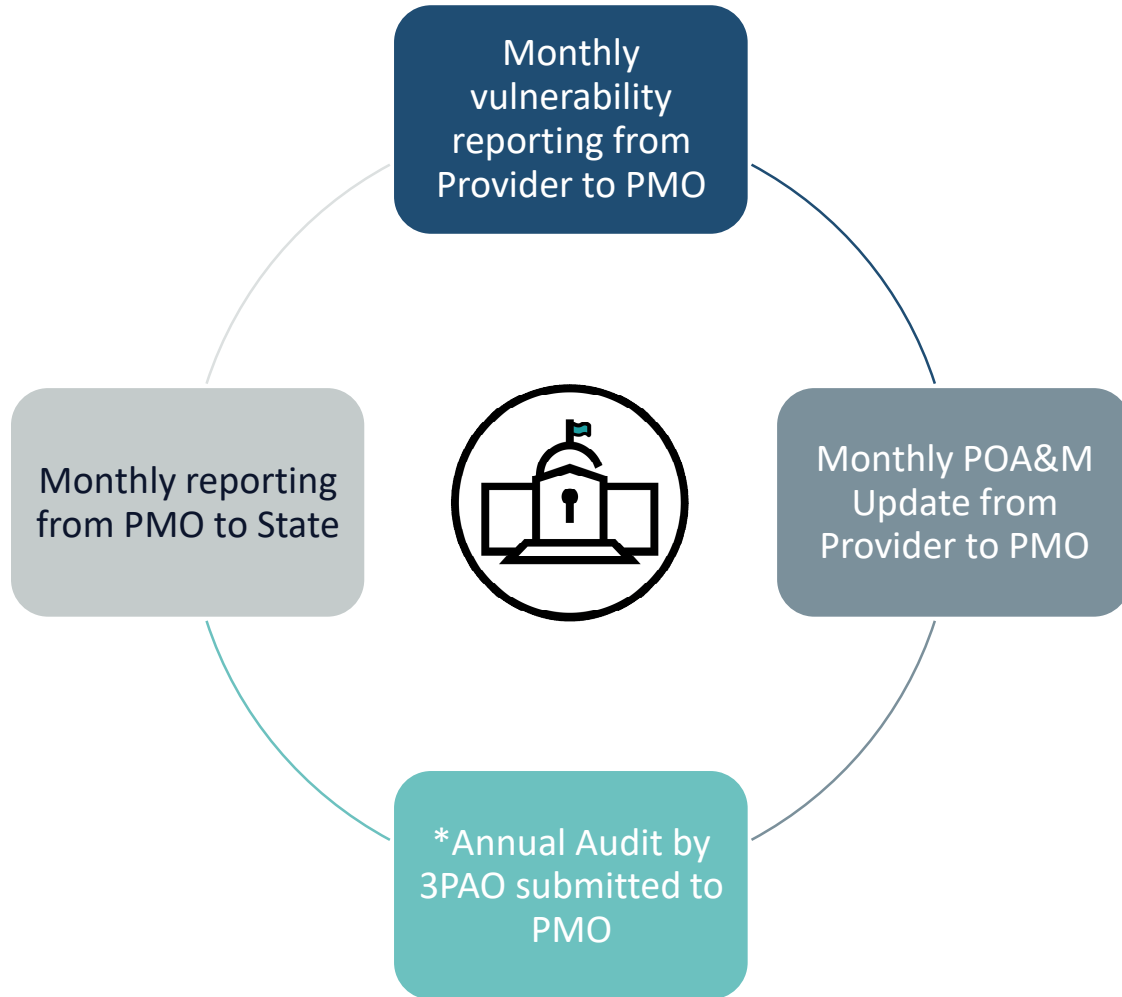 Monthly
vulnerability
reporting from
Provider to PMO
Monthly POA&M
Update from
Provider to PMO
*Annual Audit by
3PAO submitted to
PMO
Monthly reporting
from PMO to State